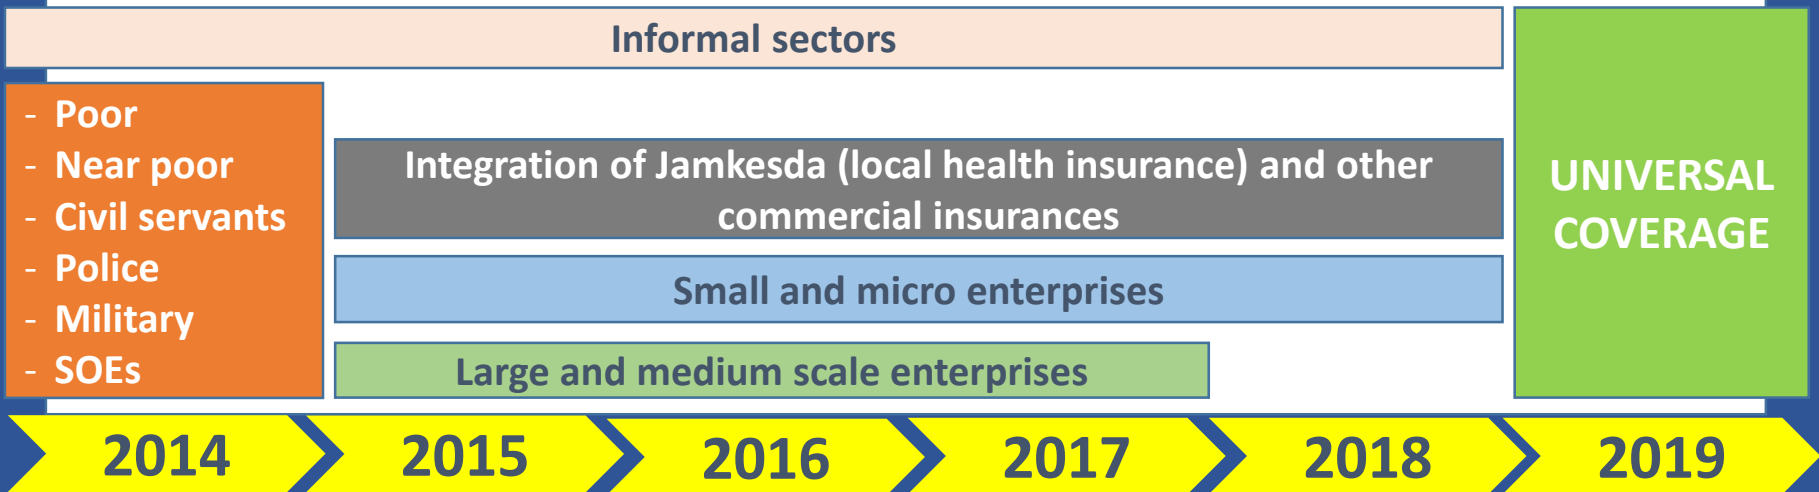 Informal sectors
- Poor
- Near poor
- Civil servants
- Police
- Military
- SOEs
Integration of Jamkesda (local health insurance) and other
commercial insurances
Small and micro enterprises
Large and medium scale enterprises
UNIVERSAL
COVERAGE
2014
2015
2016
2017
2018
2019